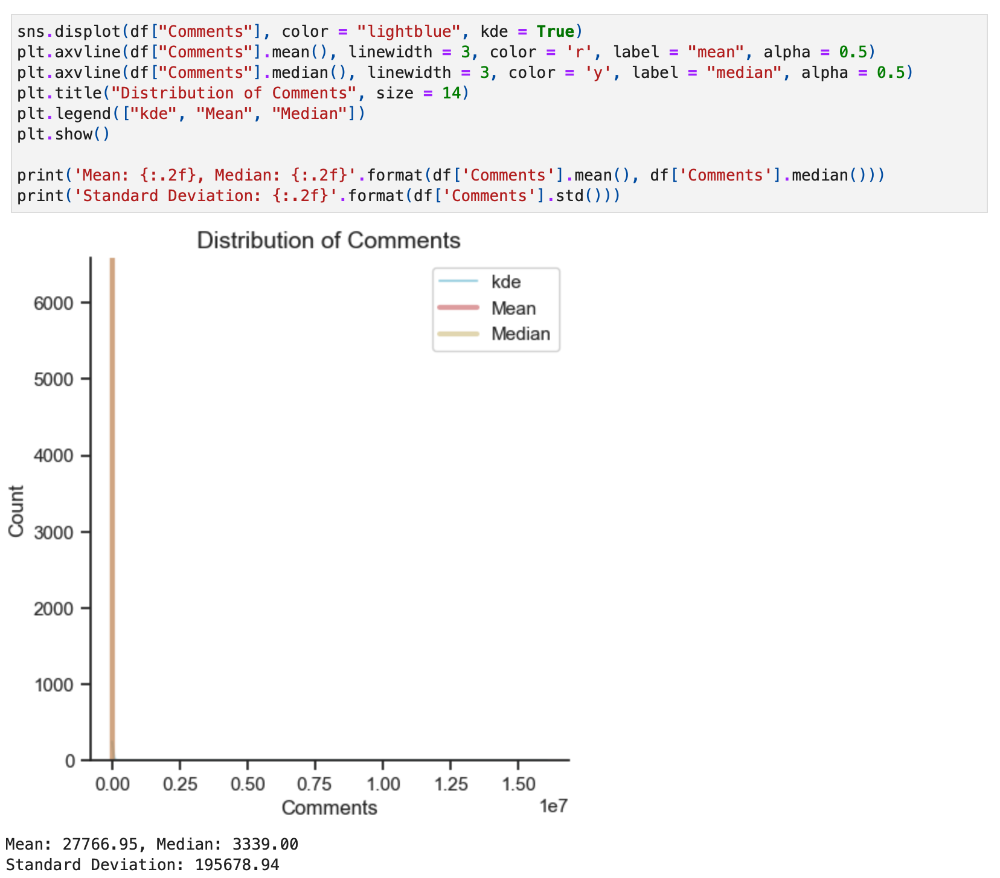 sns.displot(df["Comments"], color = "lightblue", kde = True)
plt.axvline(df["Comments"].mean(), linewidth = 3, color = 'r', label = "mean", alpha = 0.5)
plt.axvline(df["Comments"].median(), linewidth = 3, color = 'y', label = "median", alpha = 0.5)
plt.title("Distribution of Comments", size = 14)
plt.legend(["kde", "Mean", "Median"])
plt.show()
print('Mean: {:.2f}, Median: {:.2f}'.format(df['Comments'].mean(), df['Comments'].median()))
print('Standard Deviation: {:.2f}'.format(df['Comments'].std()))
Distribution of Comments
kde
Mean
Median
6000
5000
4000
3000
2000
1000
0
Count
0.00 0.25 0.50 0.75 1.00 1.25 1.50
Comments
1e7
Mean: 27766.95, Median: 3339.00
Standard Deviation: 195678.94